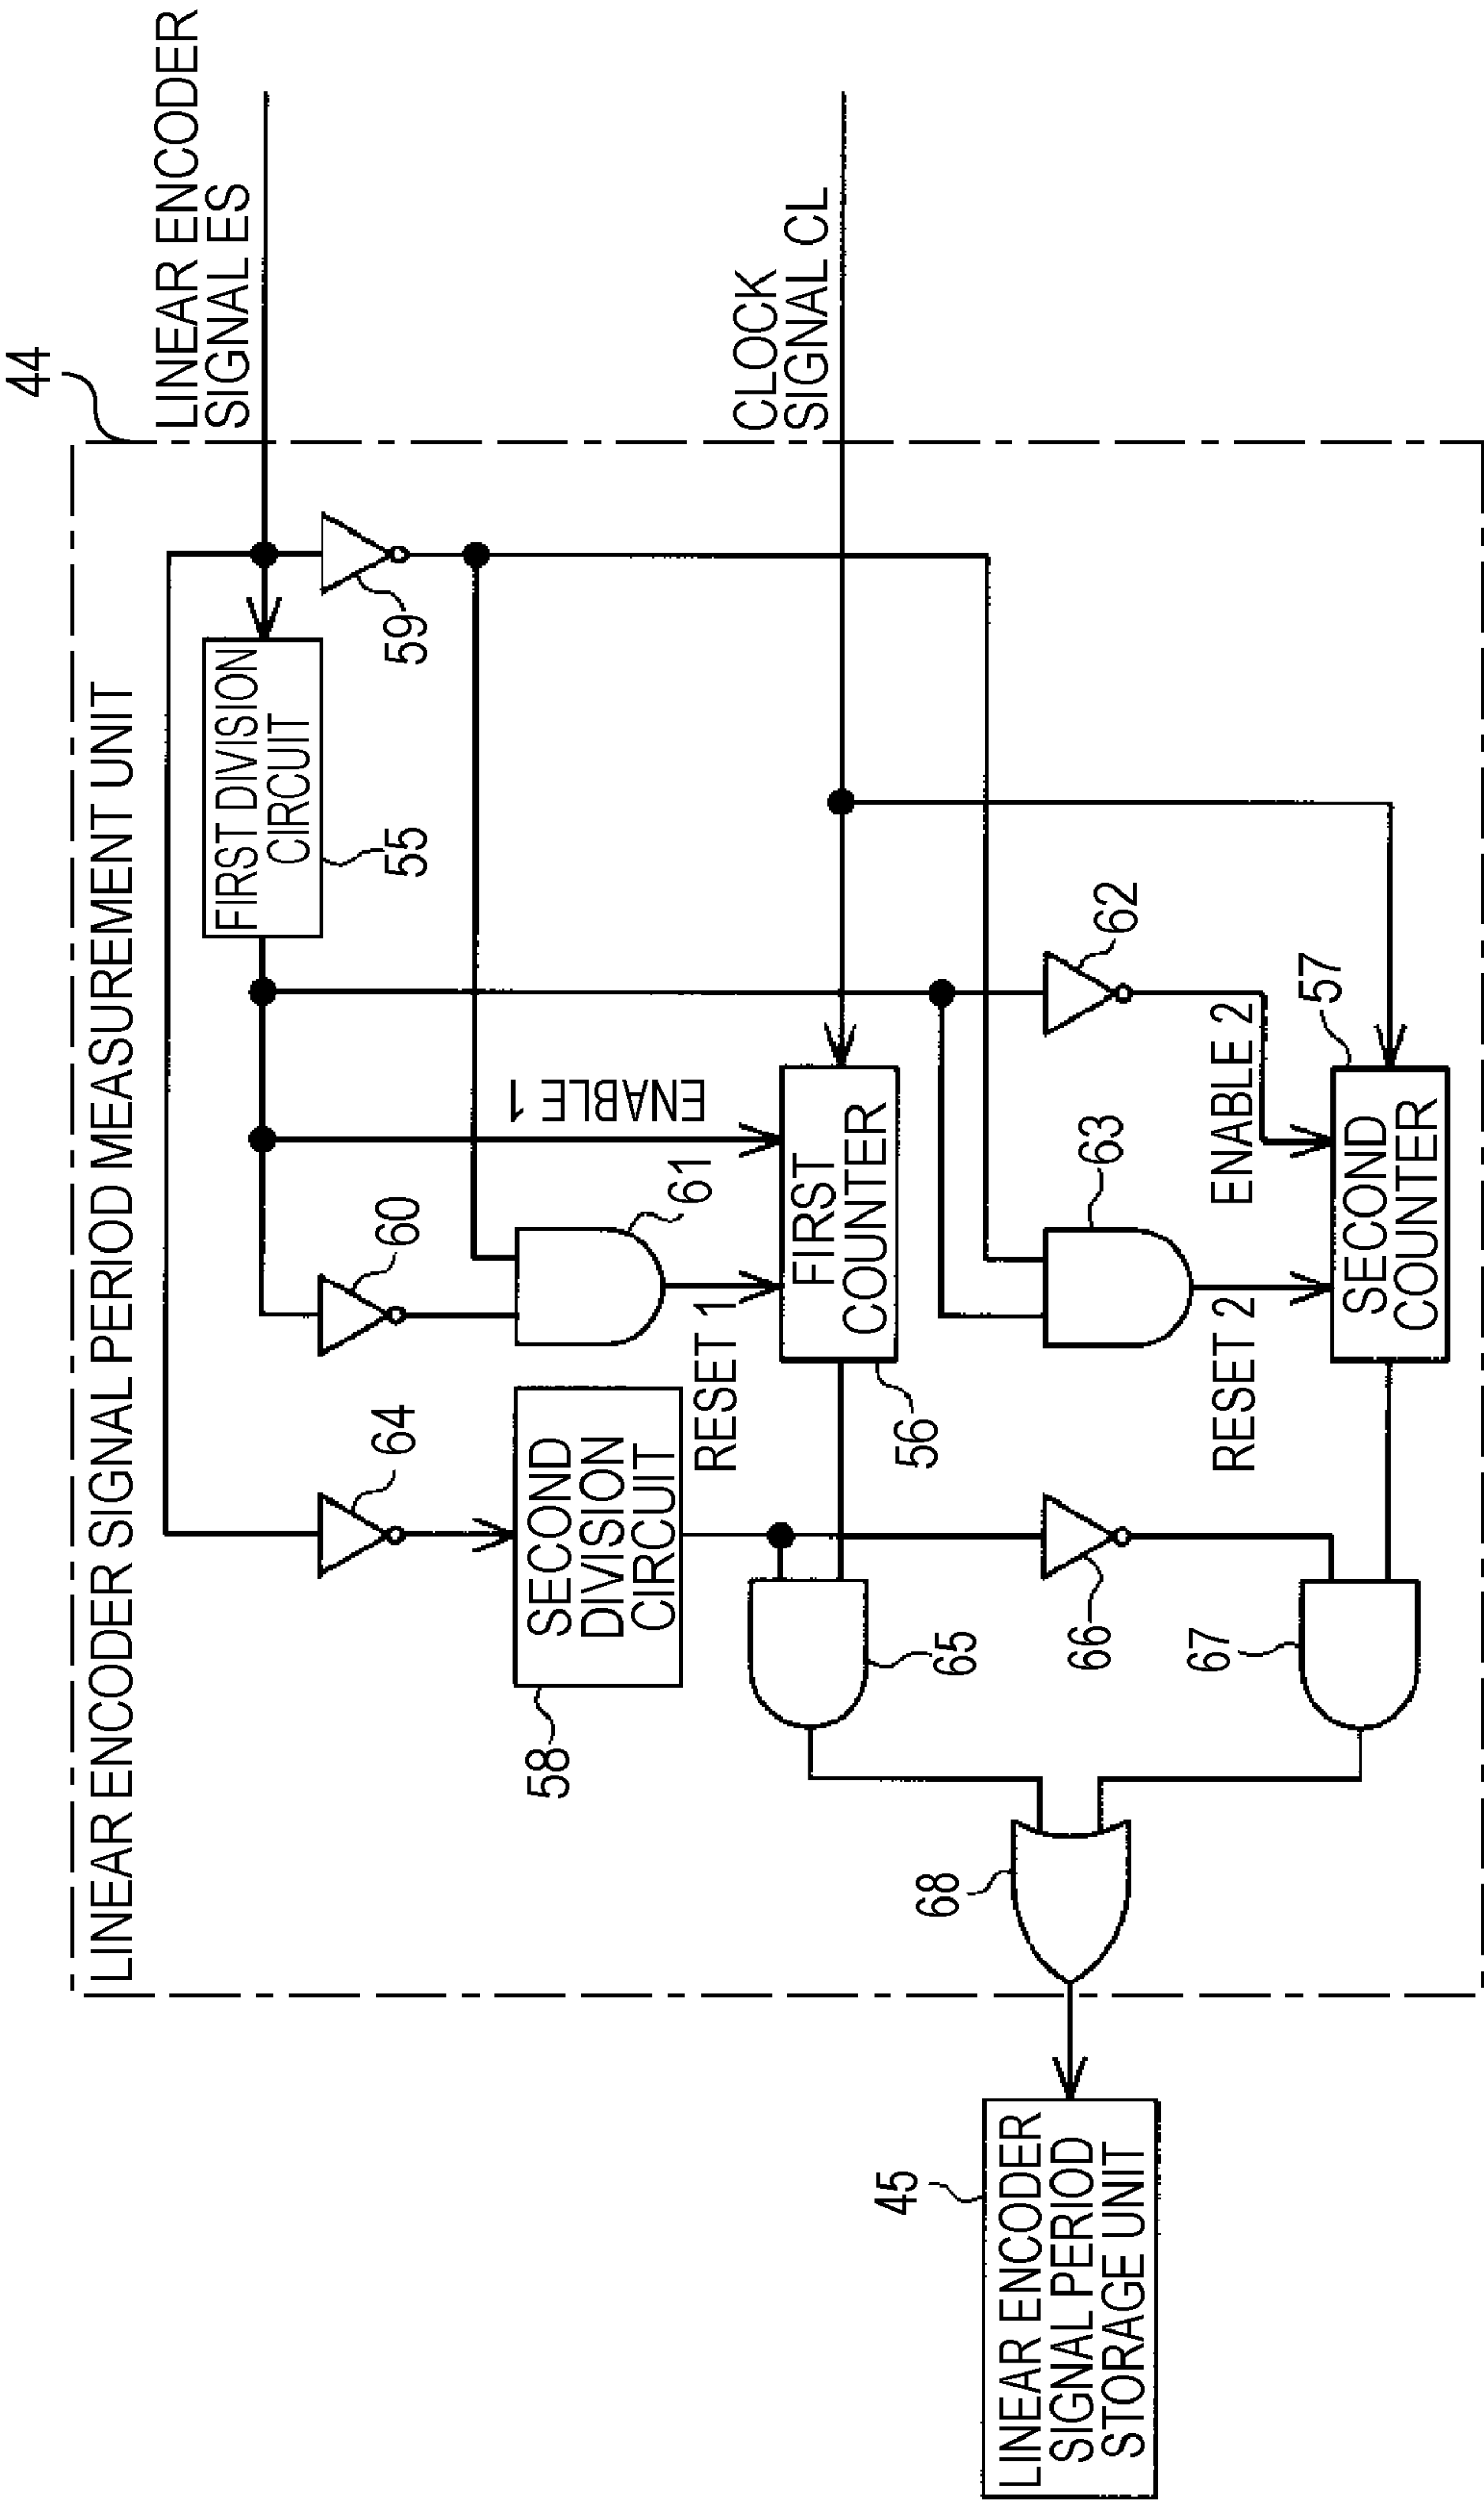 44
LINEAR ENCODER SIGNAL PERIOD MEASUREMENT UNIT
LINEAR ENCODER
SIGNAL ES
FIRST DIVISION
CIRCUIT
55
59
64
60
61
ENABLE 1
SECOND
DIVISION
CIRCUIT
58
RESET 1
CLOCK
SIGNAL CL
FIRST
COUNTER
56
65
62
63
66
68
ENABLE 2
RESET 2
67
57
SECOND
COUNTER
45
LINEAR ENCODER
SIGNAL PERIOD
STORAGE UNIT